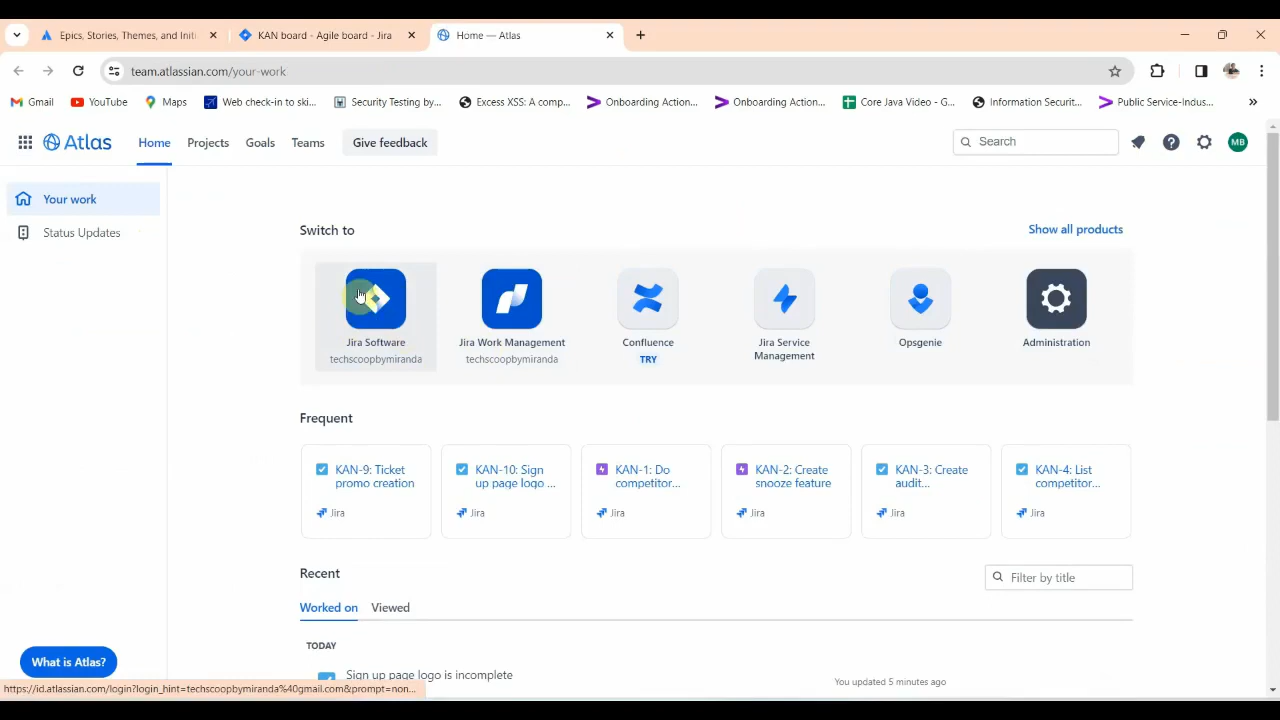 Epics, Stories, Themes, and Init
KAN board - Agile board - Jira
Home — Atlas
team.atlassian.com/your-work
Gmail
YouTube
Maps
Web check-in to ski...
Security Testing by...
Excess XSS: A comp...
Onboarding Action...
Onboarding Action...
Core Java Video - G...
Information Securit...
Public Service-Indus...
Atlas
Home
Projects
Goals
Teams
Give feedback
Search
MB
Your work
Status Updates
Switch to
Show all products
Jira Software
techscoopbymiranda
Jira Work Management
techscoopbymiranda
Confluence
TRY
Jira Service
Management
Opsgenie
Administration
Frequent
KAN-9: Ticket
promo creation
Jira
KAN-10: Sign
up page logo ...
Jira
KAN-1: Do
competitor...
Jira
KAN-2: Create
snooze feature
Jira
KAN-3: Create
audit...
Jira
KAN-4: List
competitor...
Jira
Recent
Filter by title
Worked on
Viewed
TODAY
Sign up page logo is incomplete
You updated 5 minutes ago
What is Atlas?
https://id.atlassian.com/login?login_hint=techscoopbymiranda%40gmail.com&prompt=non...